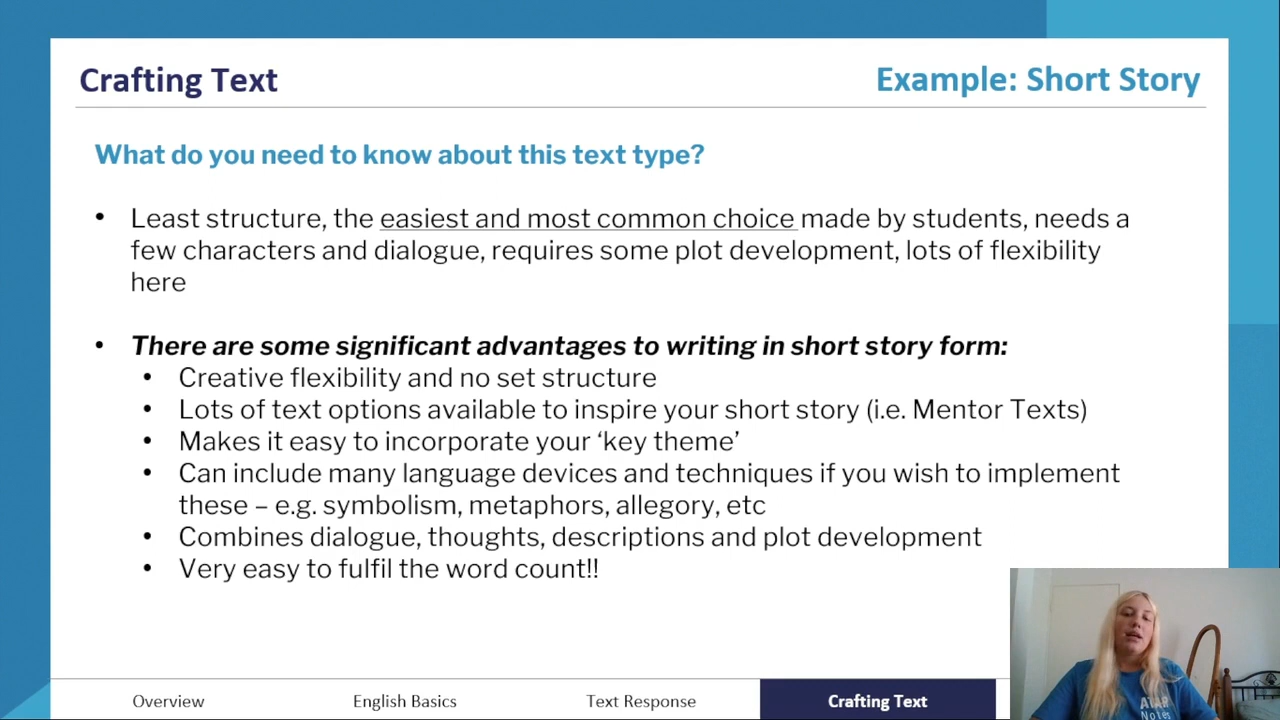 Crafting Text
Example: Short Story
What do you need to know about this text type?
• Least structure, the easiest and most common choice made by students, needs a
few characters and dialogue, requires some plot development, lots of flexibility
here
• There are some significant advantages to writing in short story form:
• Creative flexibility and no set structure
• Lots of text options available to inspire your short story (i.e. Mentor Texts)
• Makes it easy to incorporate your ‘key theme’
• Can include many language devices and techniques if you wish to implement
these – e.g. symbolism, metaphors, allegory, etc
• Combines dialogue, thoughts, descriptions and plot development
• Very easy to fulfil the word count!!
Overview
English Basics
Text Response
Crafting Text
ATAR
Notes